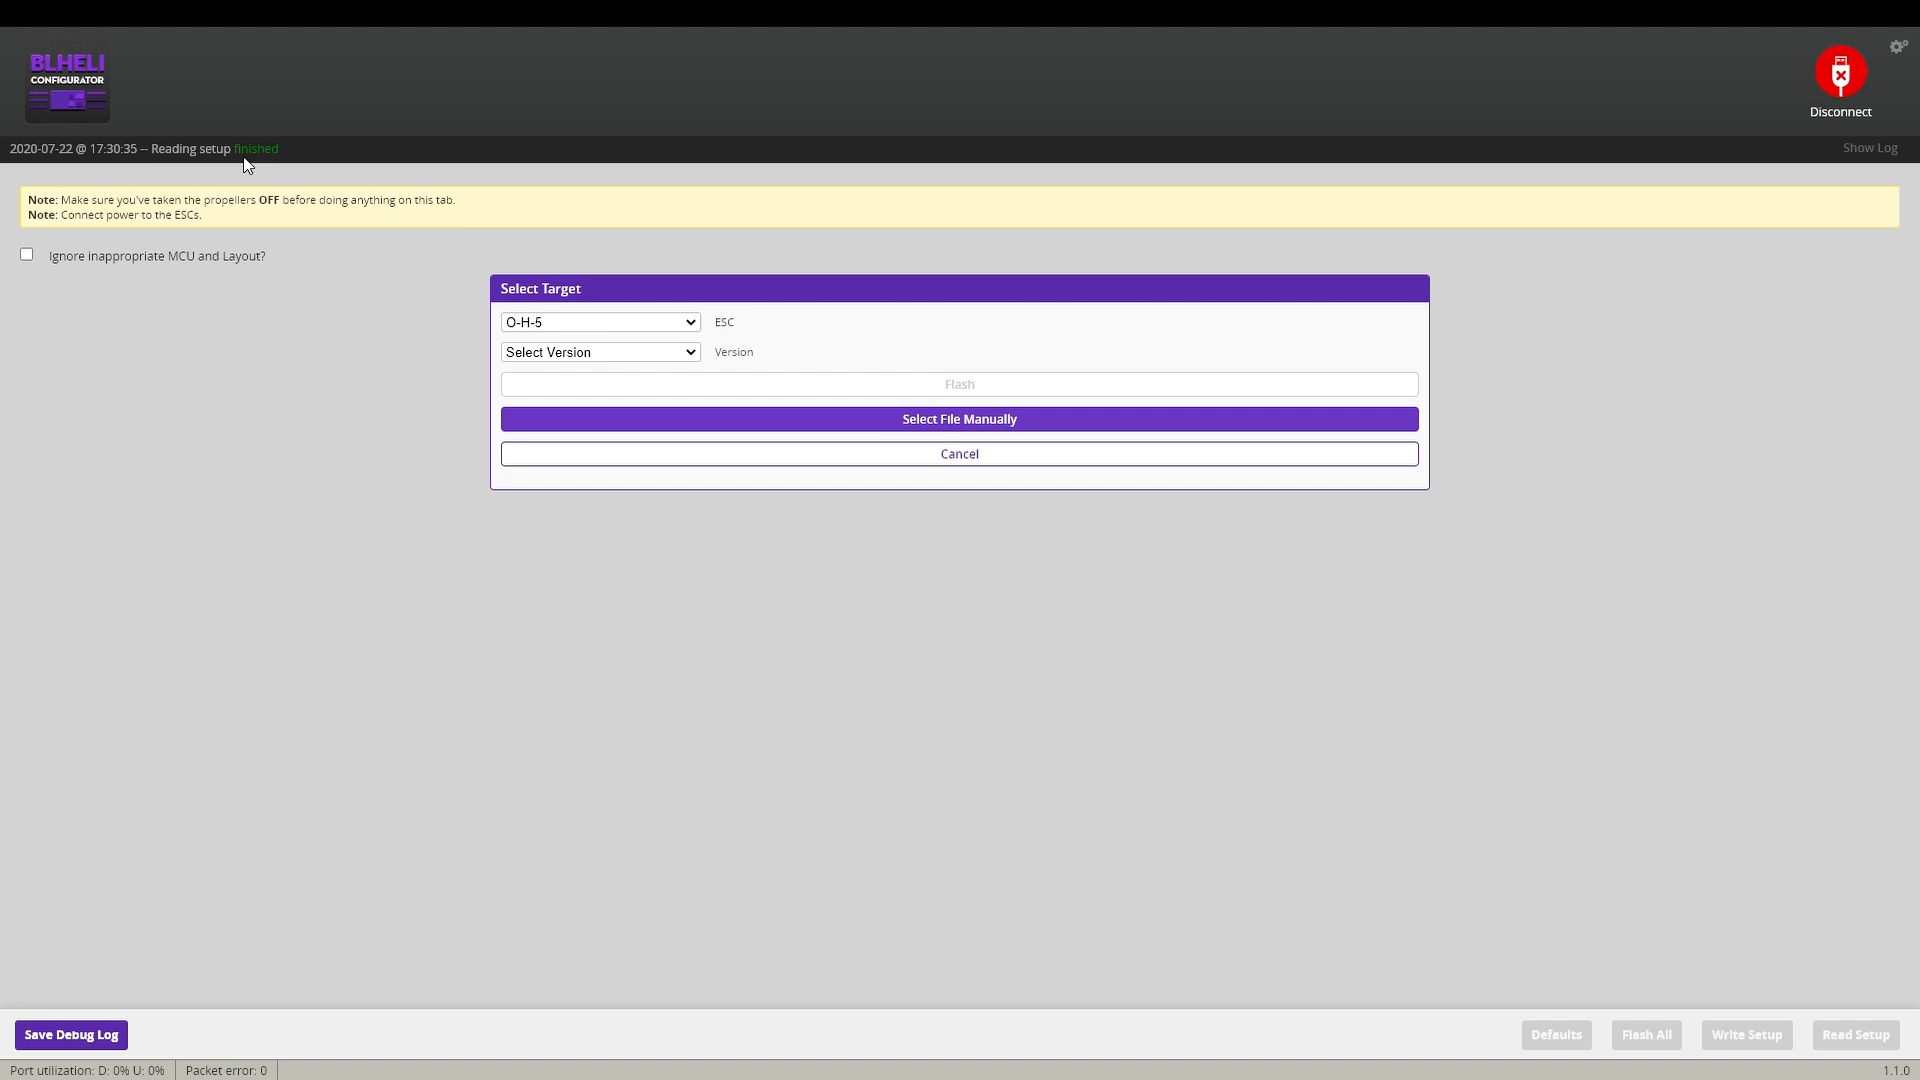 BLHELI
CONFIGURATOR
Disconnect
2020-07-22 @ 17:30:35 -- Reading setup finished
Show Log
Note: Make sure you've taken the propellers OFF before doing anything on this tab.
Note: Connect power to the ESCs.
Ignore inappropriate MCU and Layout?
Select Target
O-H-5 ESC
Select Version Version
Flash
Select File Manually
Cancel
Save Debug Log Defaults Flash All Write Setup Read Setup
Port utilization: D: 0% U: 0% Packet error: 0 1.1.0